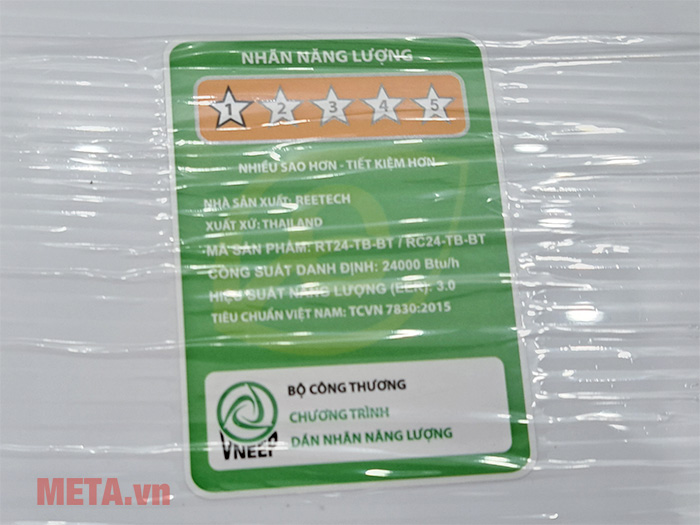 NHÃN NĂNG LƯỢNG
1 2 3 4 5
NHIỀU SAO HƠN - TIẾT KIỆM HƠN
NHÀ SẢN XUẤT: REETECH
XUẤT XỨ: THAILAND
MÃ SẢN PHẨM: RT24-TB-BT / RC24-TB-BT
CÔNG SUẤT DANH ĐỊNH: 24000 Btu/h
HIỆU SUẤT NĂNG LƯỢNG (EER): 3.0
TIÊU CHUẨN VIỆT NAM: TCVN 7830:2015
BỘ CÔNG THƯƠNG
CHƯƠNG TRÌNH
DÁN NHÃN NĂNG LƯỢNG
VNEEP
META.vn